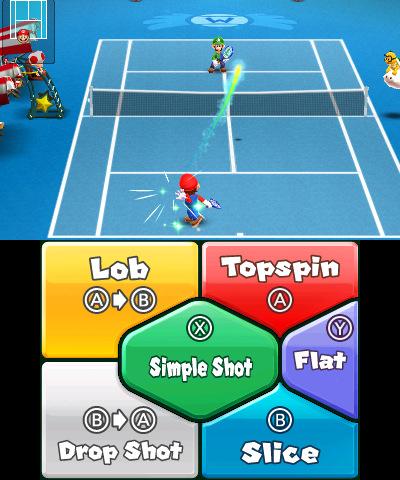 W
Lob
A ➡ B
Topspin
A
X
Simple Shot
Y
Flat
B ➡ A
Drop Shot
B
Slice